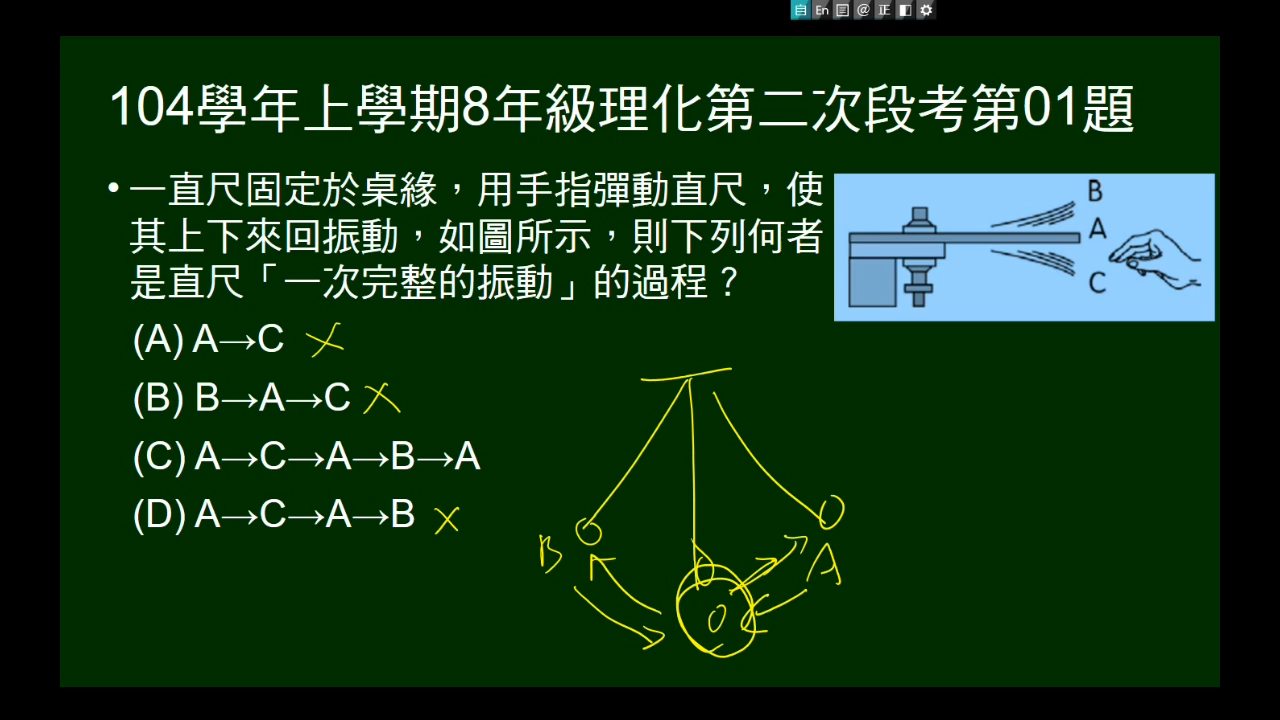 自 En @ 正
104學年上學期8年級理化第二次段考第01題
•一直尺固定於桌緣，用手指彈動直尺，使
其上下來回振動，如圖所示，則下列何者
是直尺「一次完整的振動」的過程？
(A) A→C ×
(B) B→A→C ×
(C) A→C→A→B→A
(D) A→C→A→B ×
B
A
C
B
O
A